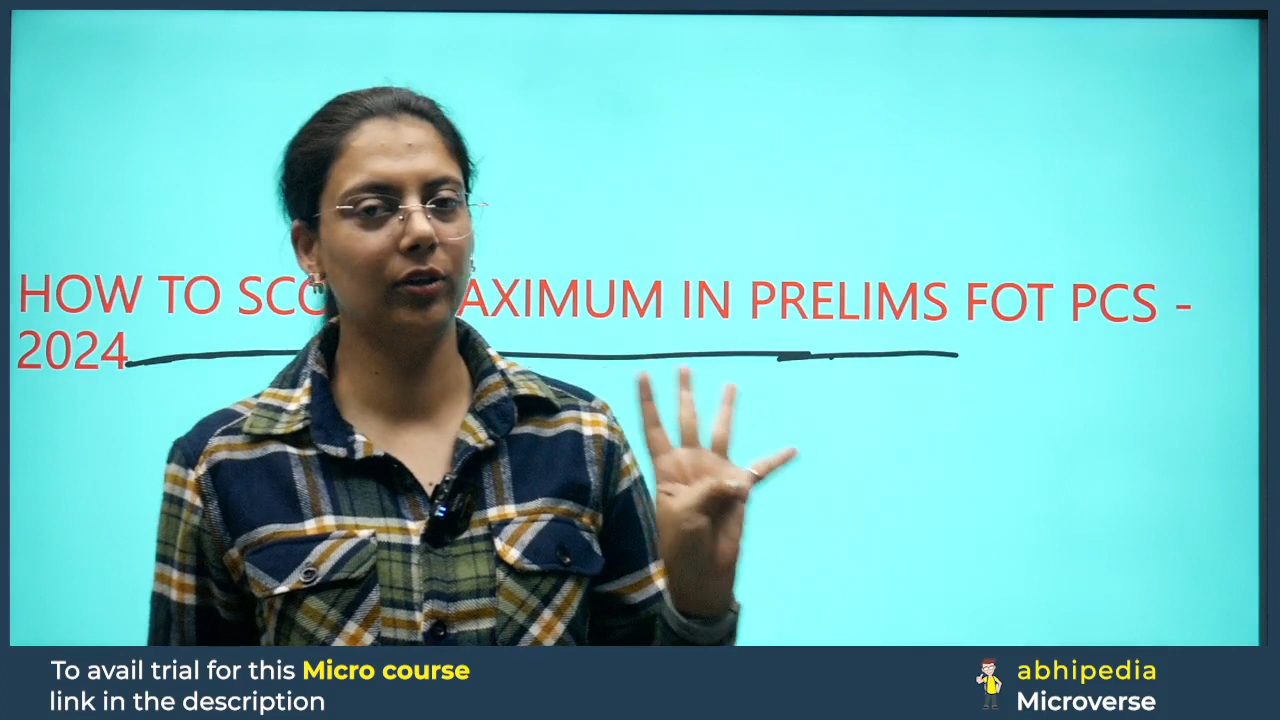 HOW TO SCO AXIMUM IN PRELIMS FOT PCS -
2024
To avail trial for this Micro course
link in the description
abhipedia
Microverse